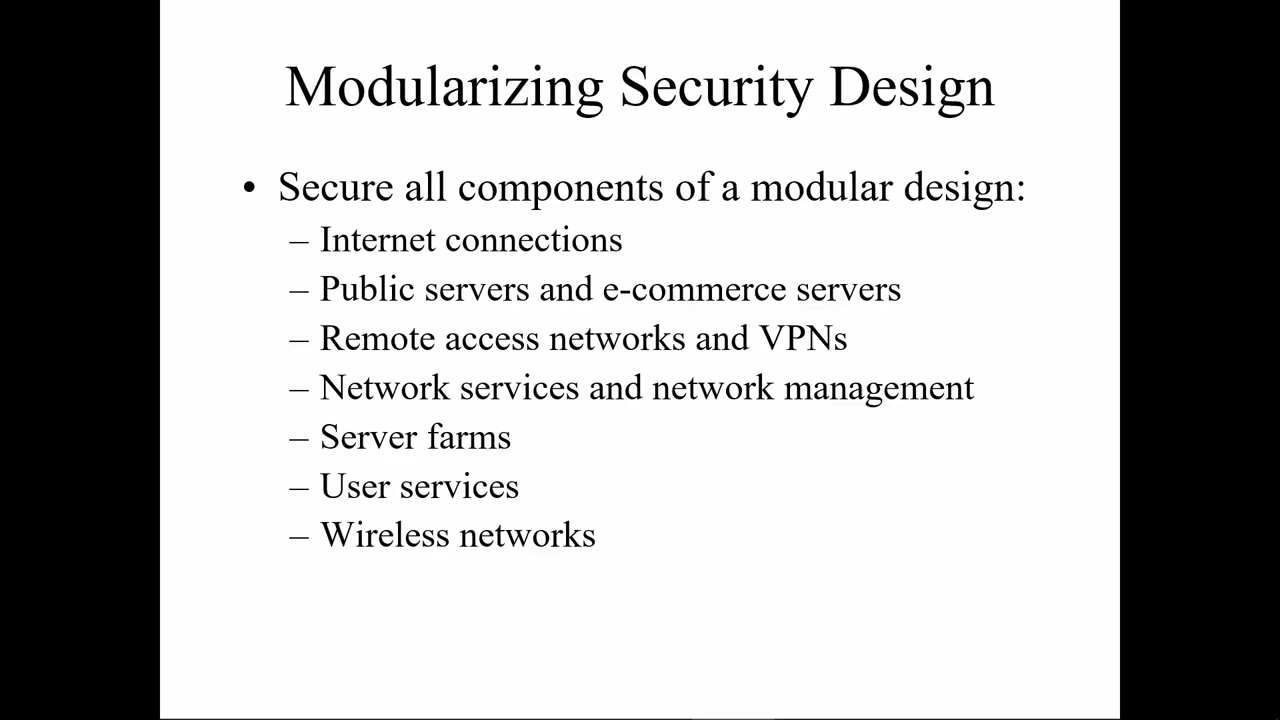 Modularizing Security Design
• Secure all components of a modular design:
– Internet connections
– Public servers and e-commerce servers
– Remote access networks and VPNs
– Network services and network management
– Server farms
– User services
– Wireless networks